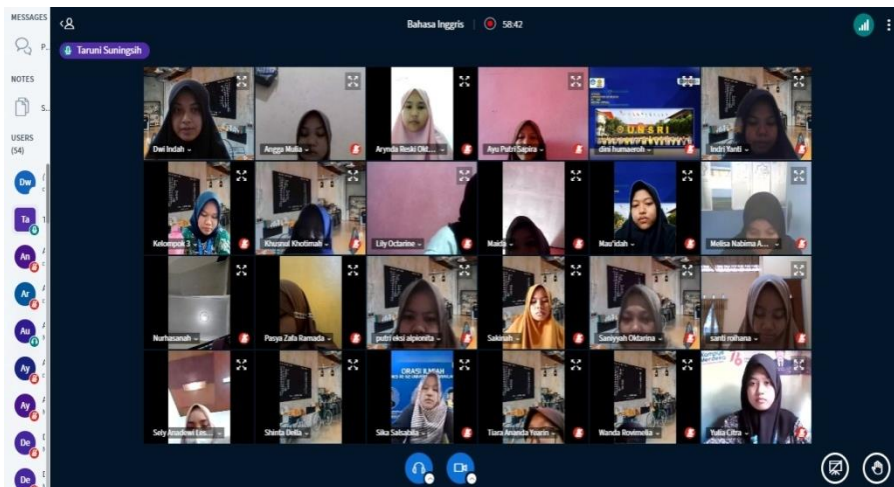 MESSAGES
P..
NOTES
S..
USERS
(54)
Dw
Ta
An
Ar
Au
Ay
Ay
De
De
Bahasa Inggris
58:42
Taruni Suningsih
Dwi Indah
Angga Mulia
Arynda Reski Okt...
Ayu Putri Sapira
UNSRI
dini humaeroh
Indri Yanti
Kelompok 3
Khusnul Khotimah
Lily Octarine
Maida
Mau'idah
Melisa Nabima A...
Nurhasanah
Pasya Zafa Ramada
putri eksi alpionita
Sakinah
Saniyyah Oktarina
santi roihana
Sely Anadewi Les...
Shinta Della
ORASI ILMIAH
Sika Salsabila
Tiara Ananda Yuarin
Wanda Rovimelia
Yulia Citra